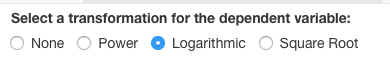 Select a transformation for the dependent variable:
None Power Logarithmic Square Root